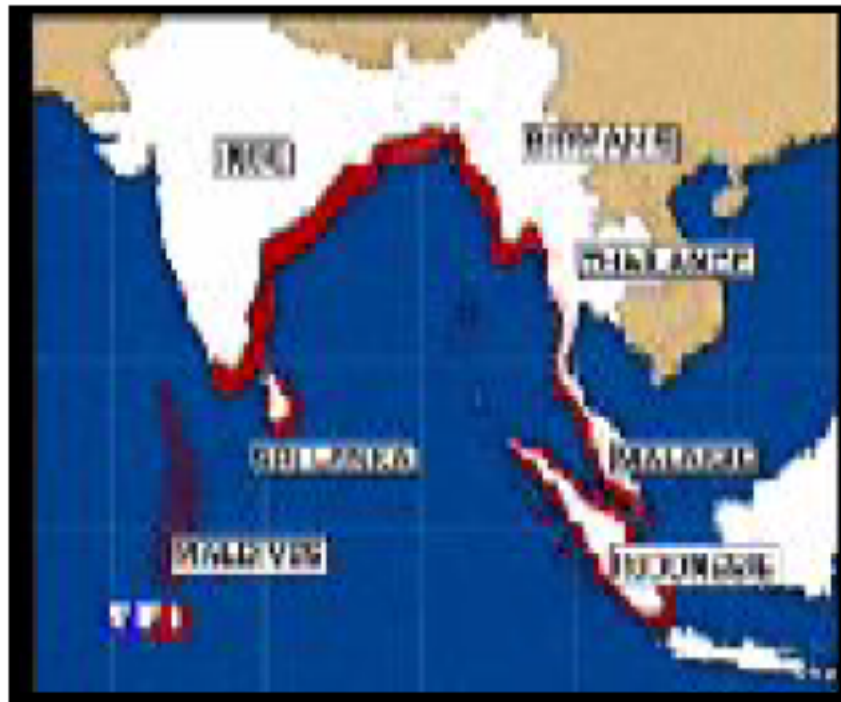 INDE
BIRMANIE
THAILANDE
SRI LANKA
MALAISIE
MALDIVES
INDONESIE
TF1